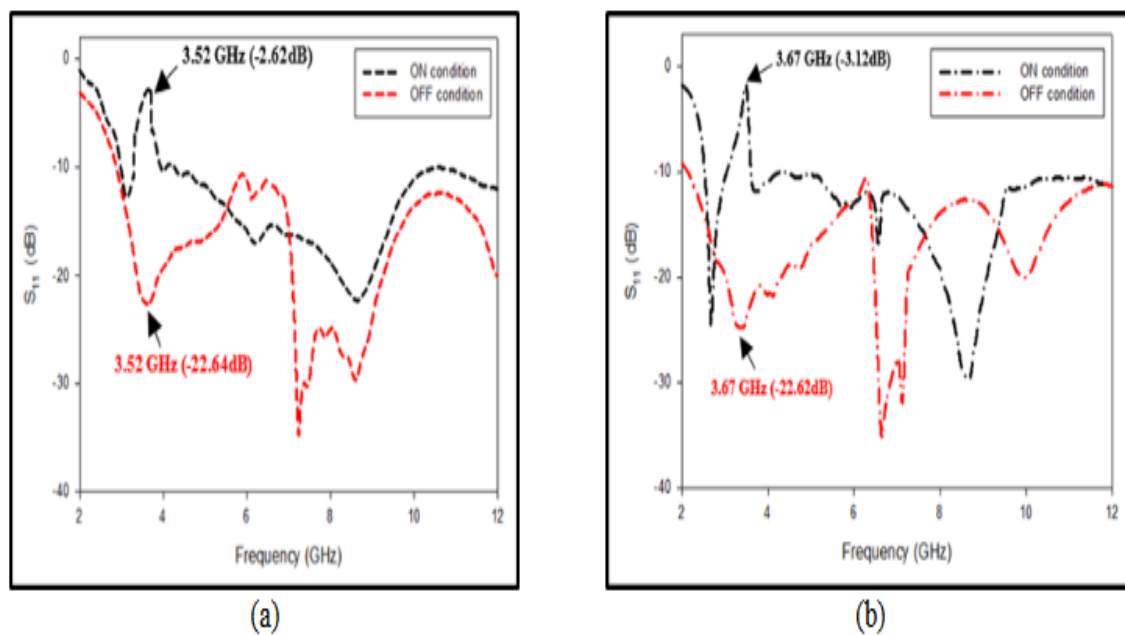 3.52 GHz (-2.62dB)
ON condition
OFF condition
0
-10
-20
-30
-40
S₁₁ (dB)
3.52 GHz (-22.64dB)
2
4
6
8
10
12
Frequency (GHz)
(a)
3.67 GHz (-3.12dB)
ON condition
OFF condition
0
-10
-20
-30
-40
S₁₁ (dB)
3.67 GHz (-22.62dB)
2
4
6
8
10
12
Frequency (GHz)
(b)